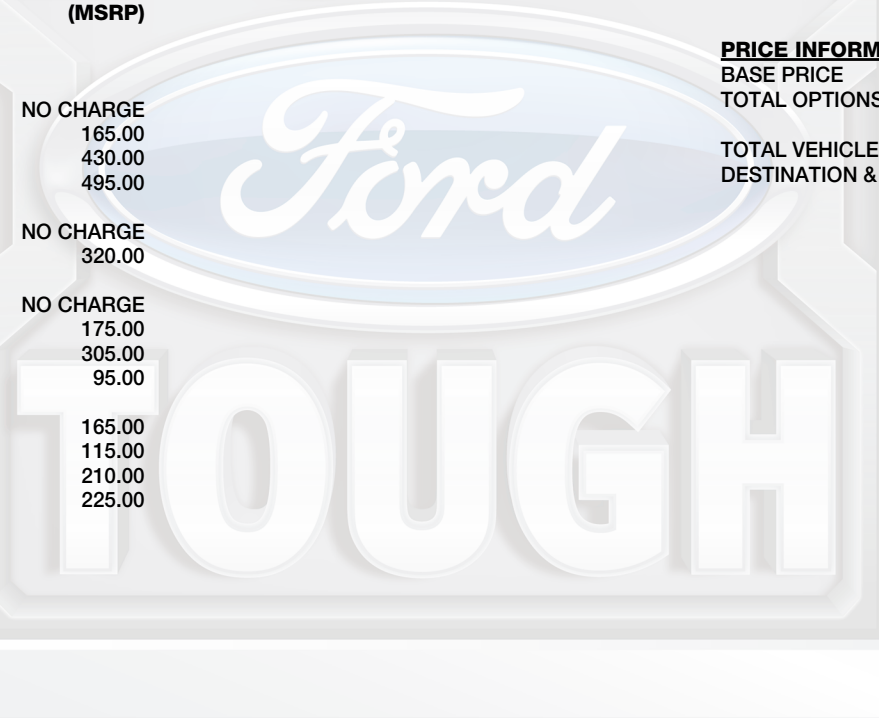 (MSRP)
NO CHARGE
165.00
430.00
495.00
NO CHARGE
320.00
NO CHARGE
175.00
305.00
95.00
165.00
115.00
210.00
225.00
PRICE INFORM
BASE PRICE
TOTAL OPTIONS
TOTAL VEHICLE
DESTINATION &
Ford
TOUGH